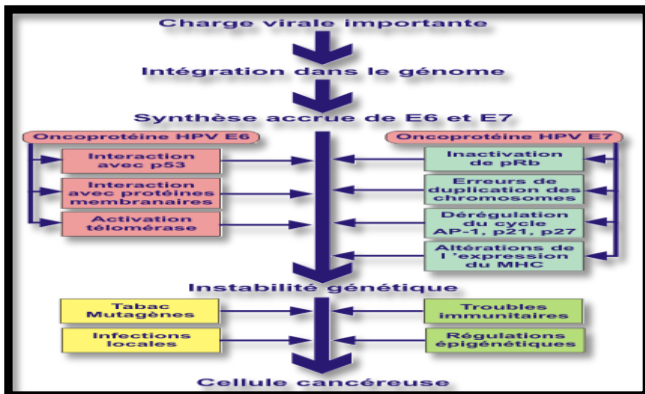 Charge virale importante
Intégration dans le génome
Synthèse accrue de E6 et E7
Oncoprotéine HPV E6
Interaction
avec p53
Interaction
avec protéines
membranaires
Activation
télomérase
Oncoprotéine HPV E7
Inactivation
de pRb
Erreurs de
duplication des
chromosomes
Dérégulation
du cycle
AP-1, p21, p27
Altérations de
l 'expression
du MHC
Instabilité génétique
Tabac
Mutagènes
Infections
locales
Troubles
immunitaires
Régulations
épigénétiques
Cellule cancéreuse